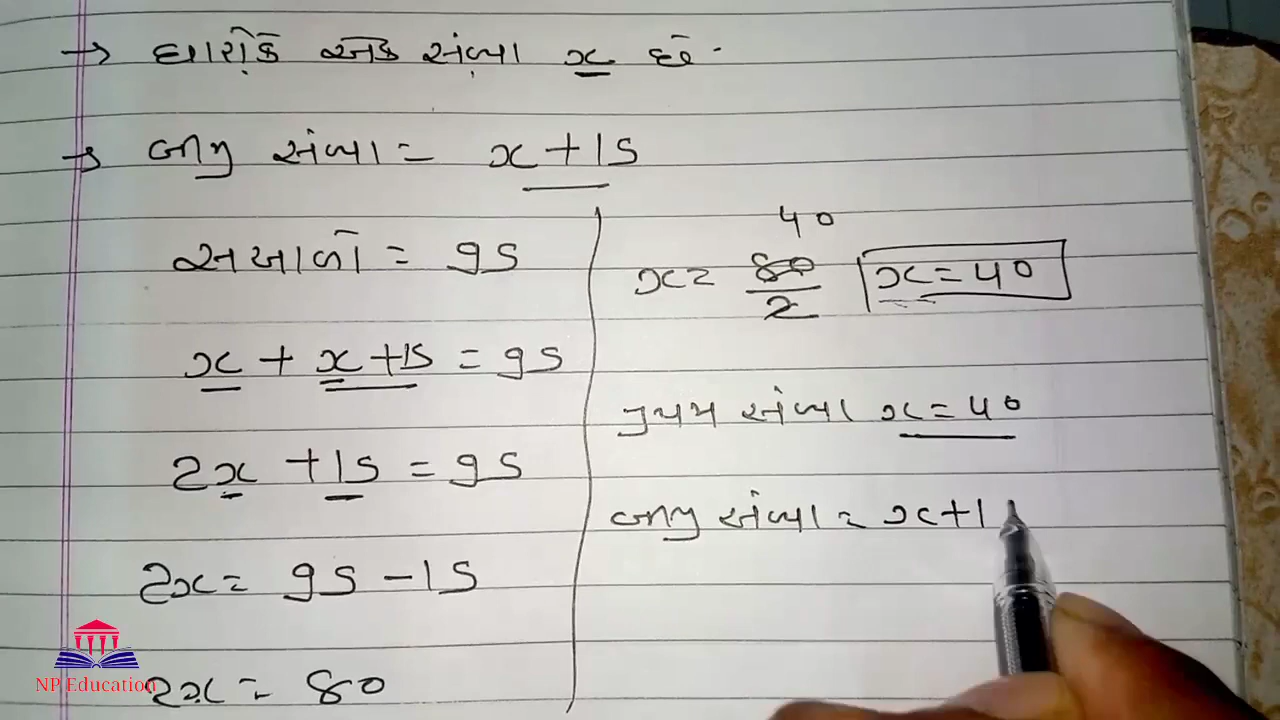 → ધારોકે એક સંખ્યા x છે.
→ બીજી સંખ્યા = x + 15
સરવાળો = 95
x + x + 15 = 95
2x + 15 = 95
2x = 95 - 15
2x = 80
40
x = 80/2 x = 40
પ્રથમ સંખ્યા x = 40
બીજી સંખ્યા = x + 1
NP Education